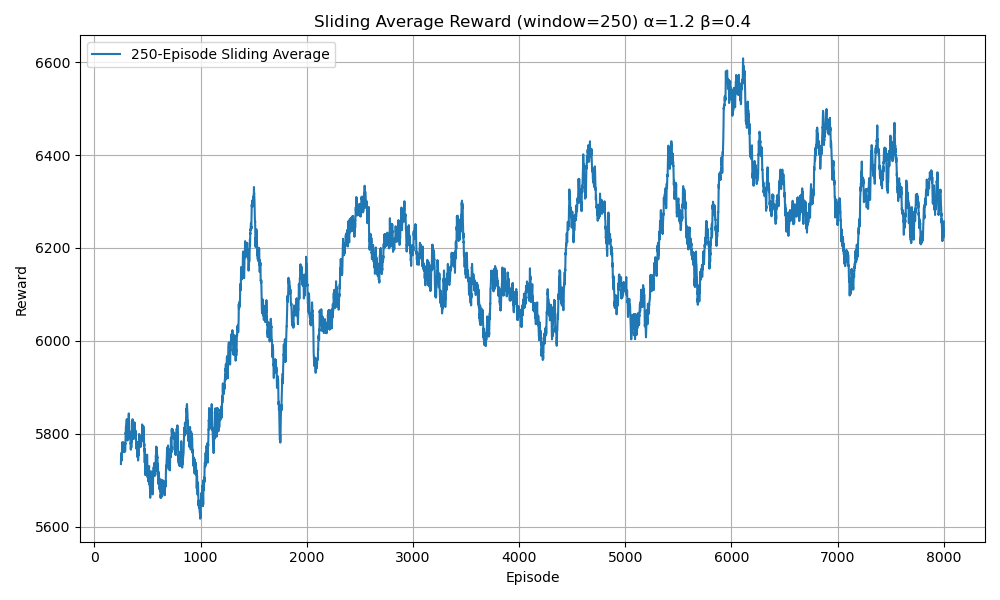 Sliding Average Reward (window=250) α=1.2 β=0.4
250-Episode Sliding Average
Reward
6600
6400
6200
6000
5800
5600
0 1000 2000 3000 4000 5000 6000 7000 8000
Episode